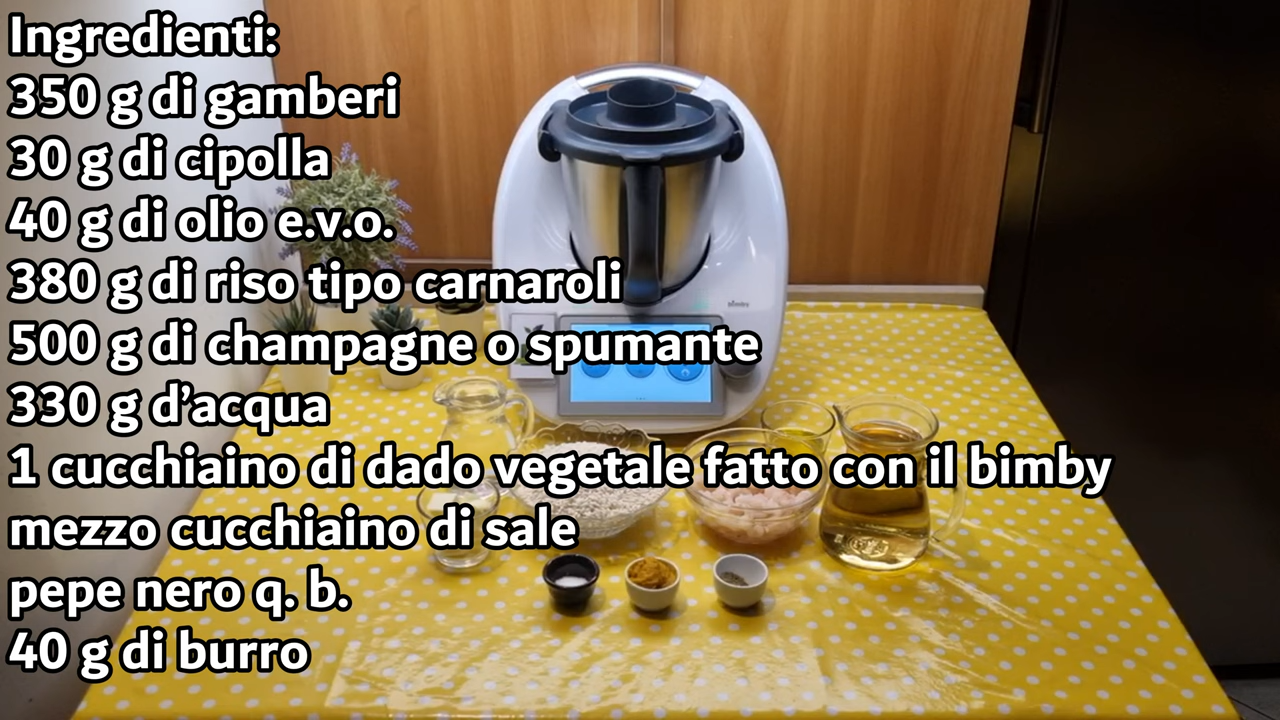 Ingredienti:
350 g di gamberi
30 g di cipolla
40 g di olio e.v.o.
380 g di riso tipo carnaroli
500 g di champagne o spumante
330 g d'acqua
1 cucchiaino di dado vegetale fatto con il bimby
mezzo cucchiaino di sale
pepe nero q. b.
40 g di burro
bimby